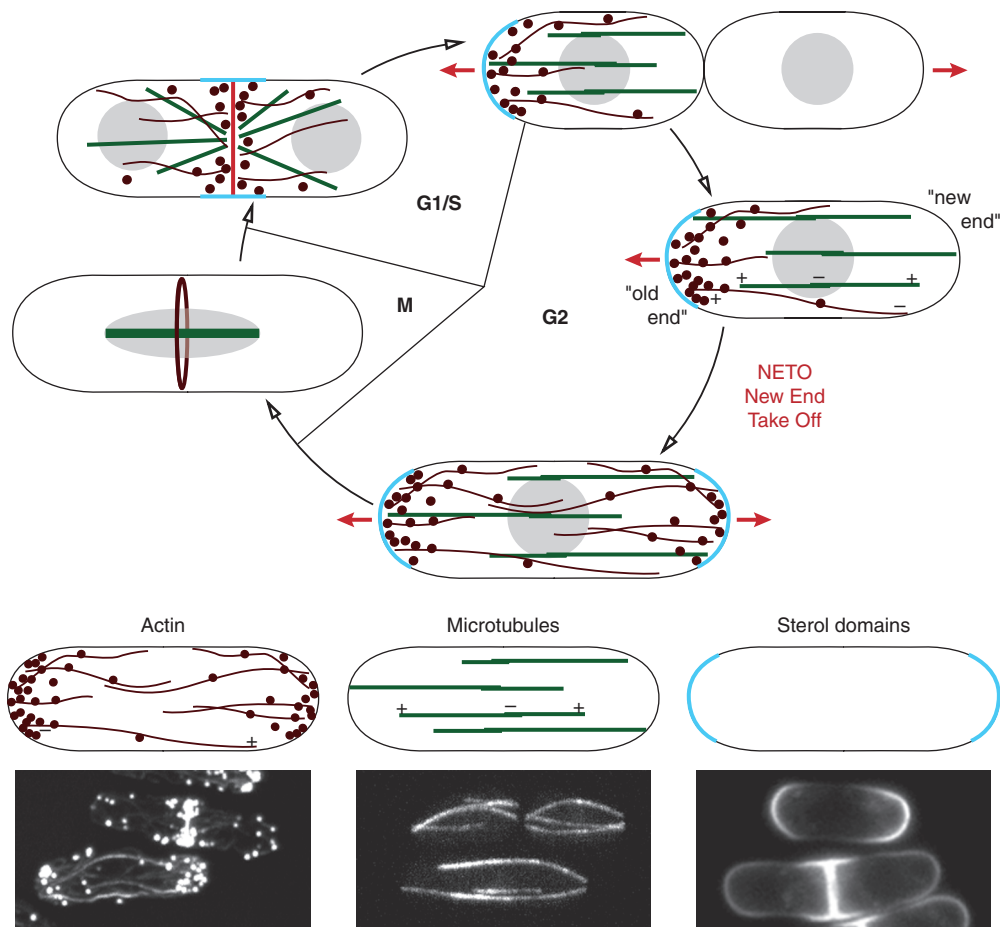 G1/S
"new
end"
+
–
+
"old
end"
+
–
M
G2
NETO
New End
Take Off
Actin
Microtubules
Sterol domains
–
+
+
–
+